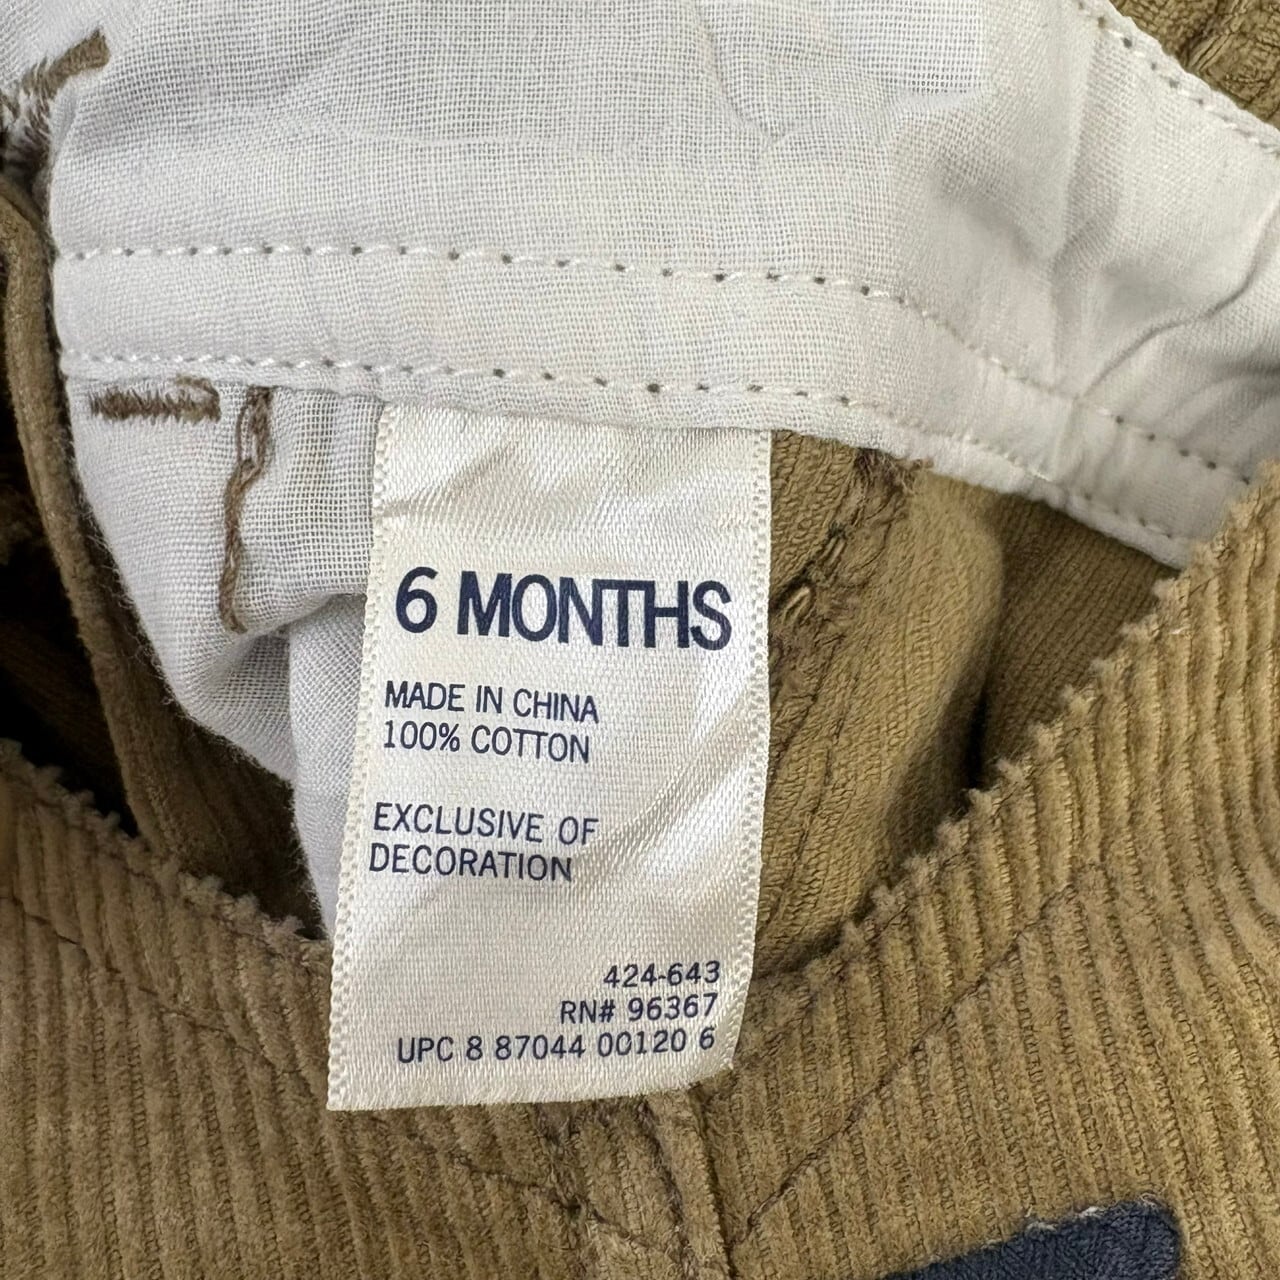 6 MONTHS
MADE IN CHINA
100% COTTON
EXCLUSIVE OF
DECORATION
424-643
RN# 96367
UPC 8 87044 00120 6